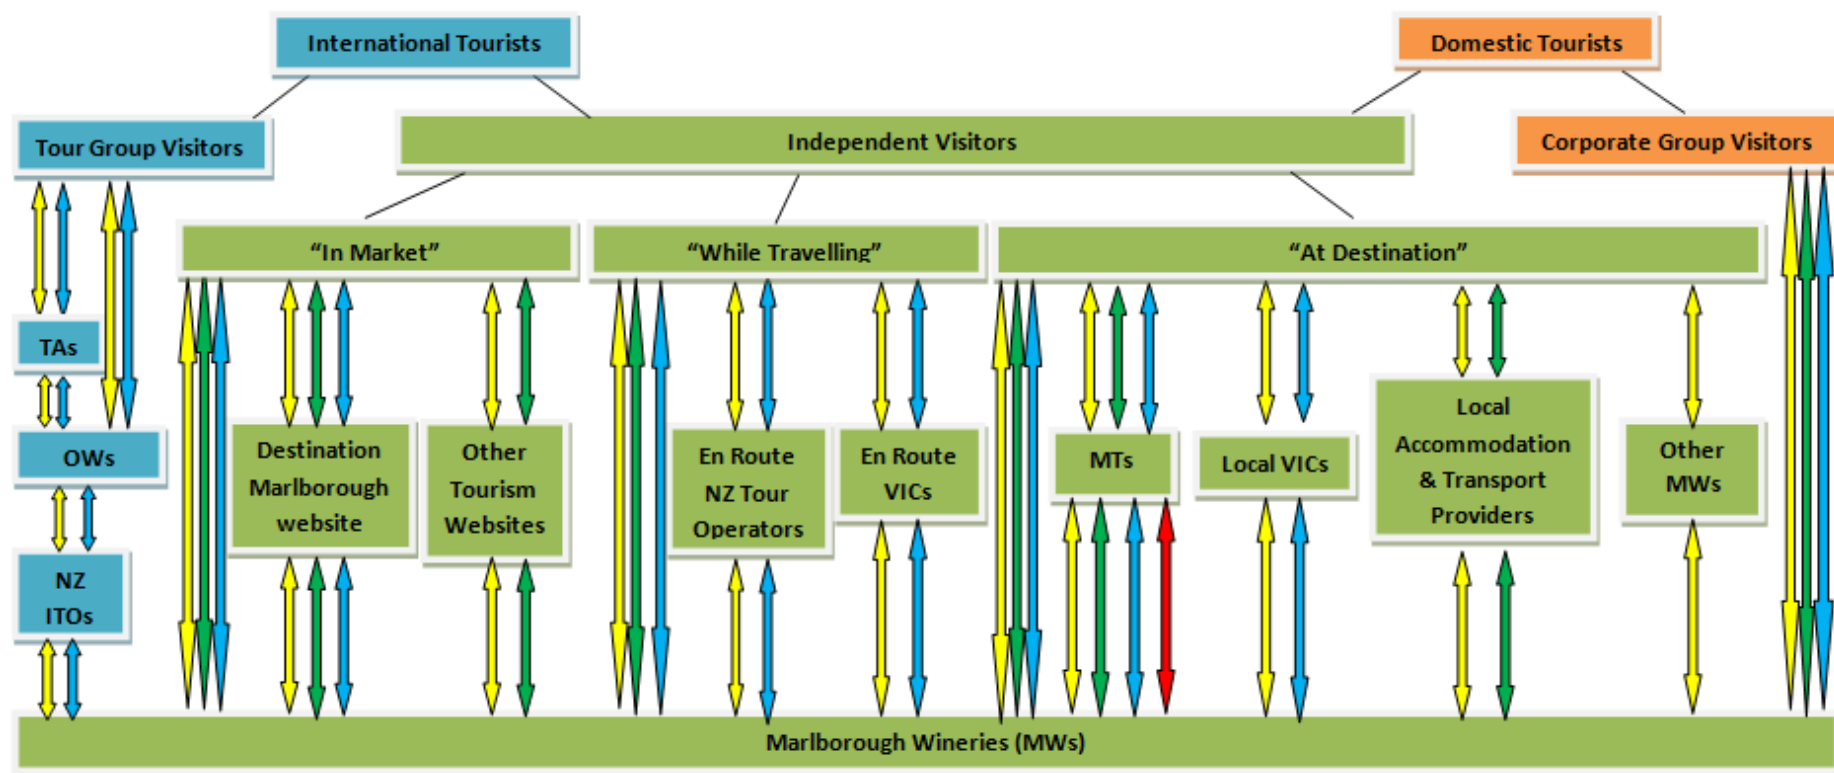 International Tourists
Domestic Tourists
Tour Group Visitors
Independent Visitors
Corporate Group Visitors
“In Market”
“While Travelling”
“At Destination”
TAs
OWs
NZ
ITOs
Destination
Marlborough
website
Other
Tourism
Websites
En Route
NZ Tour
Operators
En Route
VICs
MTs
Local VICs
Local
Accommodation
& Transport
Providers
Other
MWs
Marlborough Wineries (MWs)